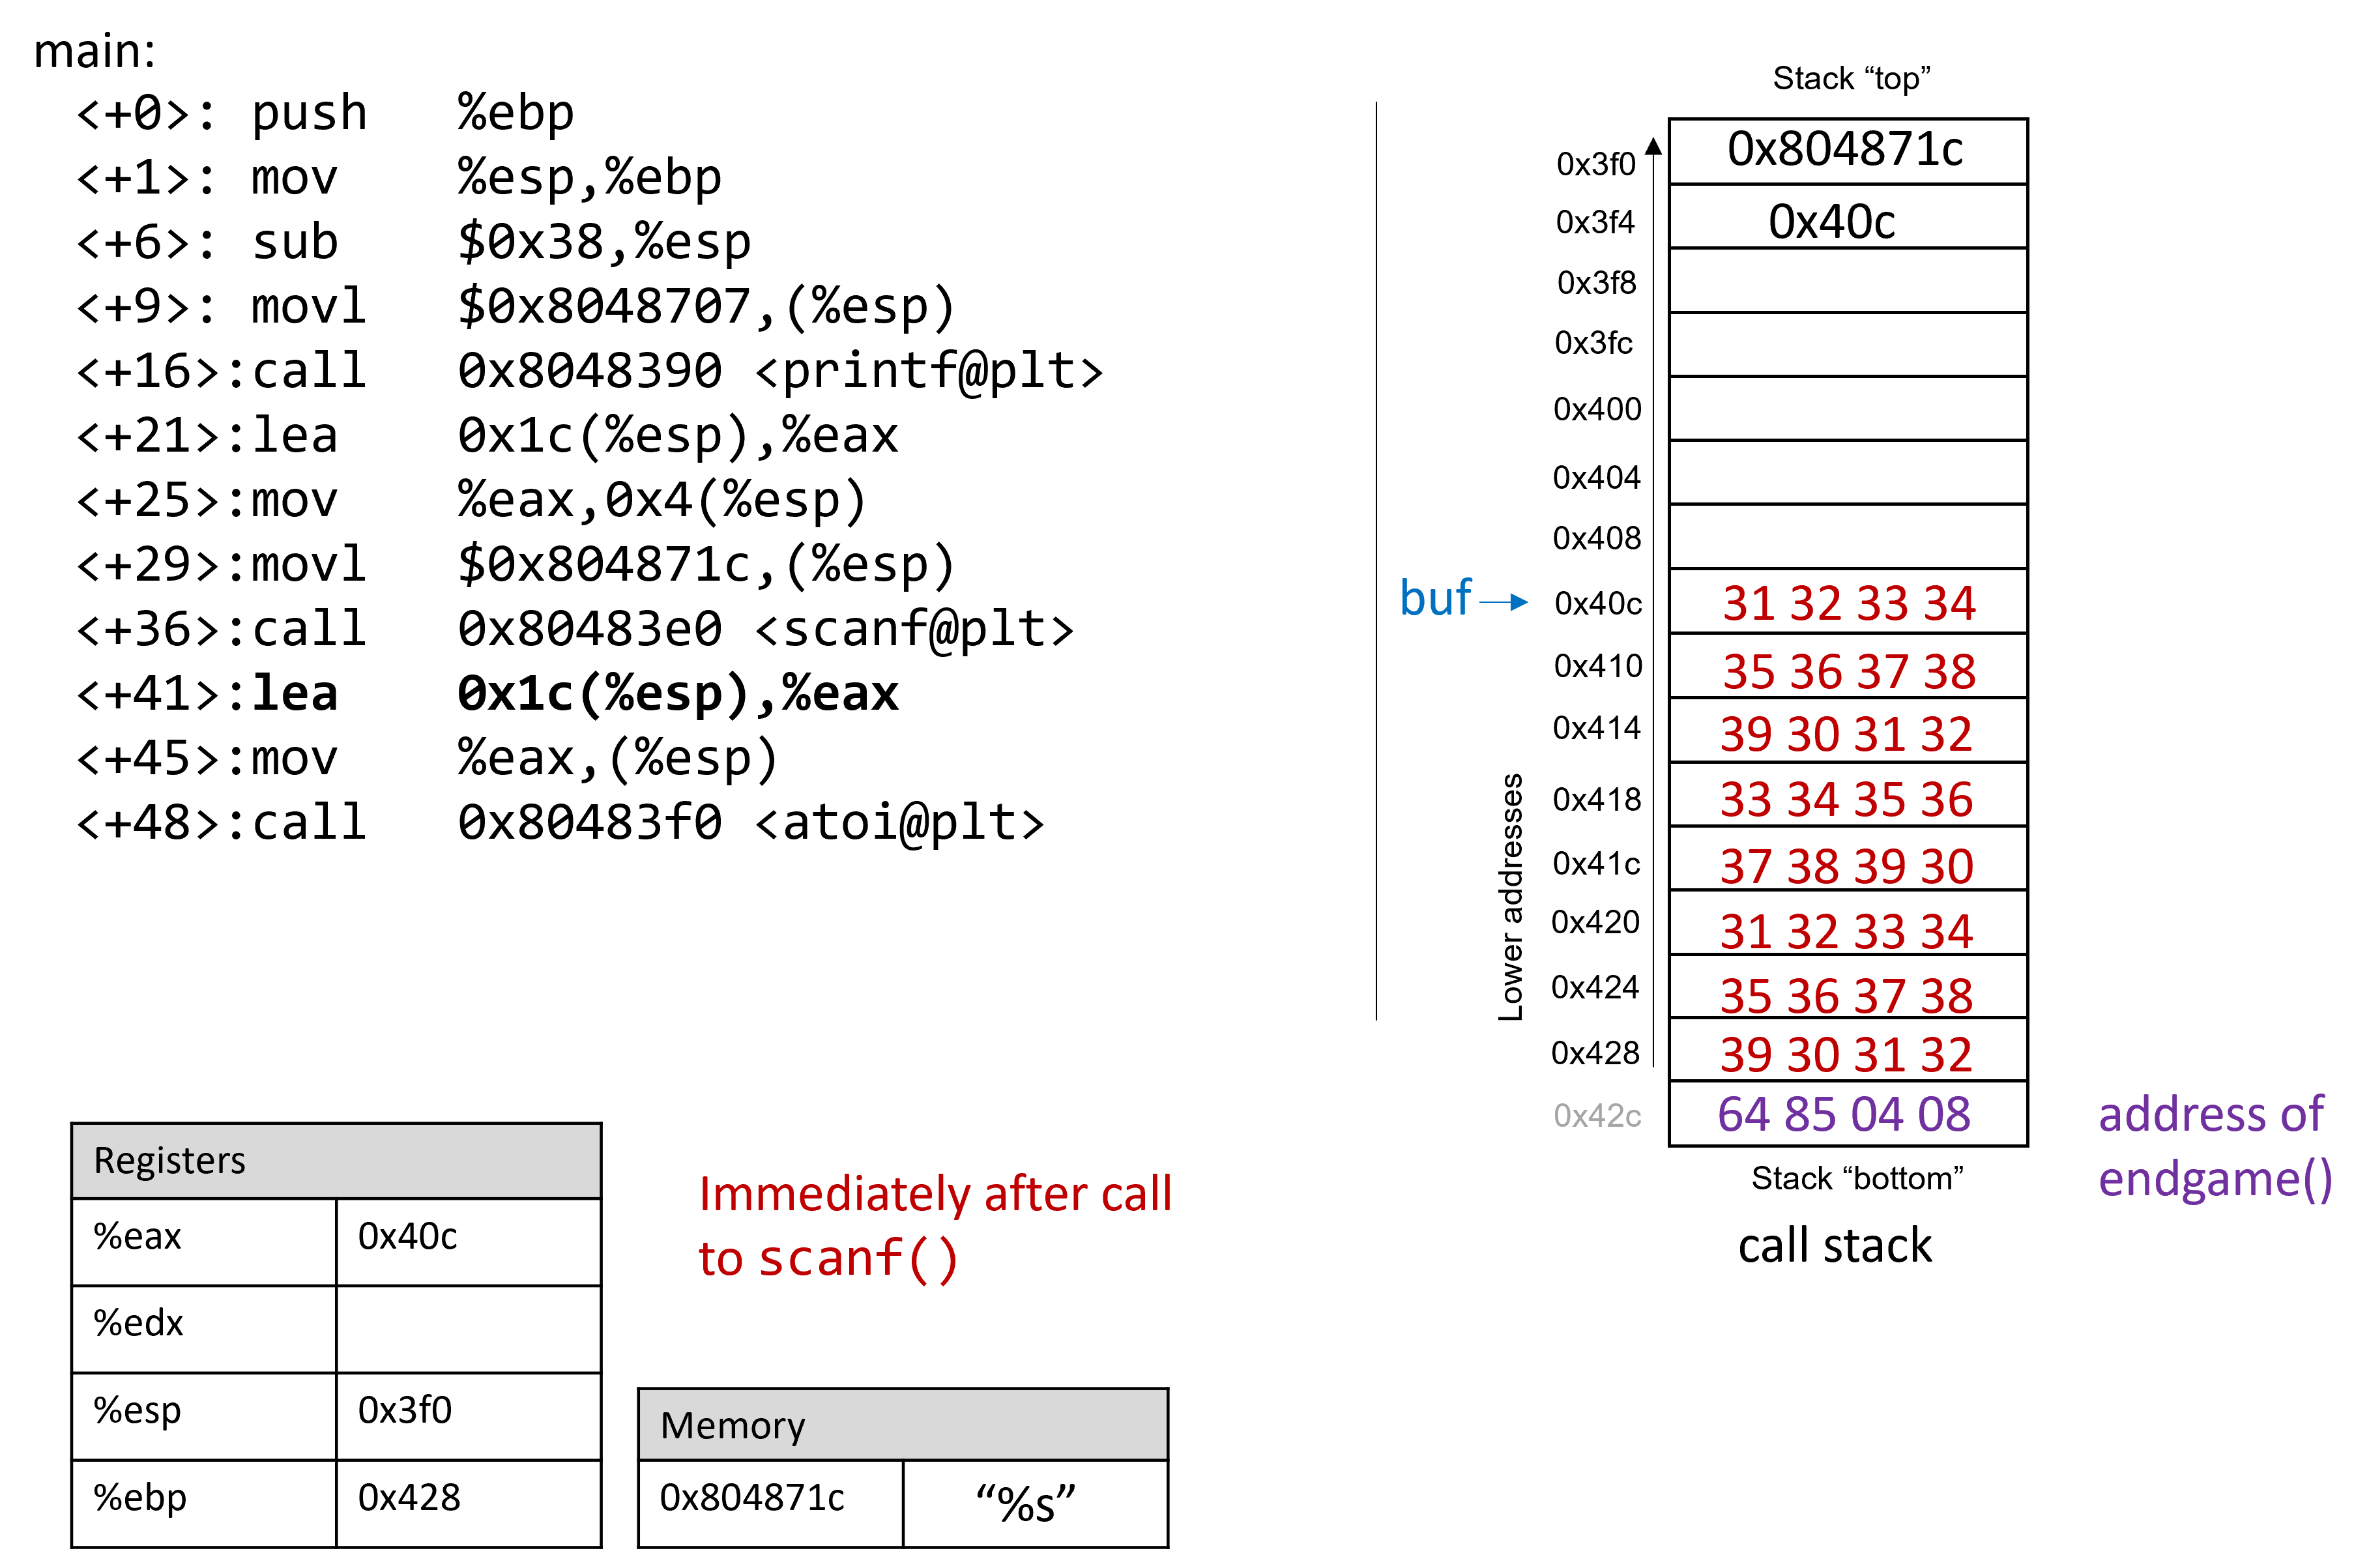 main:
<+0>: push %ebp
<+1>: mov %esp,%ebp
<+6>: sub $0x38,%esp
<+9>: movl $0x8048707,(%esp)
<+16>:call 0x8048390 <printf@plt>
<+21>:lea 0x1c(%esp),%eax
<+25>:mov %eax,0x4(%esp)
<+29>:movl $0x804871c,(%esp)
<+36>:call 0x80483e0 <scanf@plt>
<+41>:lea 0x1c(%esp),%eax
<+45>:mov %eax,(%esp)
<+48>:call 0x80483f0 <atoi@plt>
Registers
%eax 0x40c
%edx
%esp 0x3f0
%ebp 0x428
Immediately after call
to scanf()
Memory
0x804871c “%s”
Stack “top”
0x3f0 0x804871c
0x3f4 0x40c
0x3f8
0x3fc
0x400
0x404
0x408
buf 0x40c 31 32 33 34
0x410 35 36 37 38
0x414 39 30 31 32
0x418 33 34 35 36
0x41c 37 38 39 30
0x420 31 32 33 34
0x424 35 36 37 38
0x428 39 30 31 32
0x42c 64 85 04 08
Lower addresses
address of
endgame()
Stack “bottom”
call stack